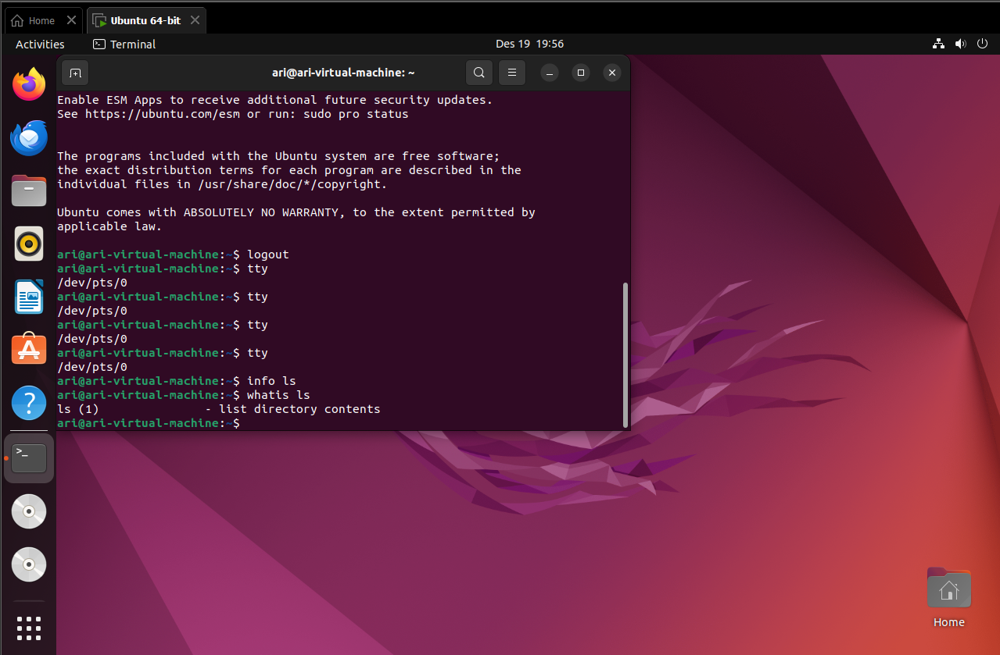 Home
Ubuntu 64-bit
Activities
Terminal
Des 19 19:56
ari@ari-virtual-machine: ~
Enable ESM Apps to receive additional future security updates.
See https://ubuntu.com/esm or run: sudo pro status
The programs included with the Ubuntu system are free software;
the exact distribution terms for each program are described in the
individual files in /usr/share/doc/*/copyright.
Ubuntu comes with ABSOLUTELY NO WARRANTY, to the extent permitted by
applicable law.
ari@ari-virtual-machine:~$ logout
ari@ari-virtual-machine:~$ tty
/dev/pts/0
ari@ari-virtual-machine:~$ tty
/dev/pts/0
ari@ari-virtual-machine:~$ tty
/dev/pts/0
ari@ari-virtual-machine:~$ tty
/dev/pts/0
ari@ari-virtual-machine:~$ info ls
ari@ari-virtual-machine:~$ whatis ls
ls (1)               - list directory contents
ari@ari-virtual-machine:~$
Home